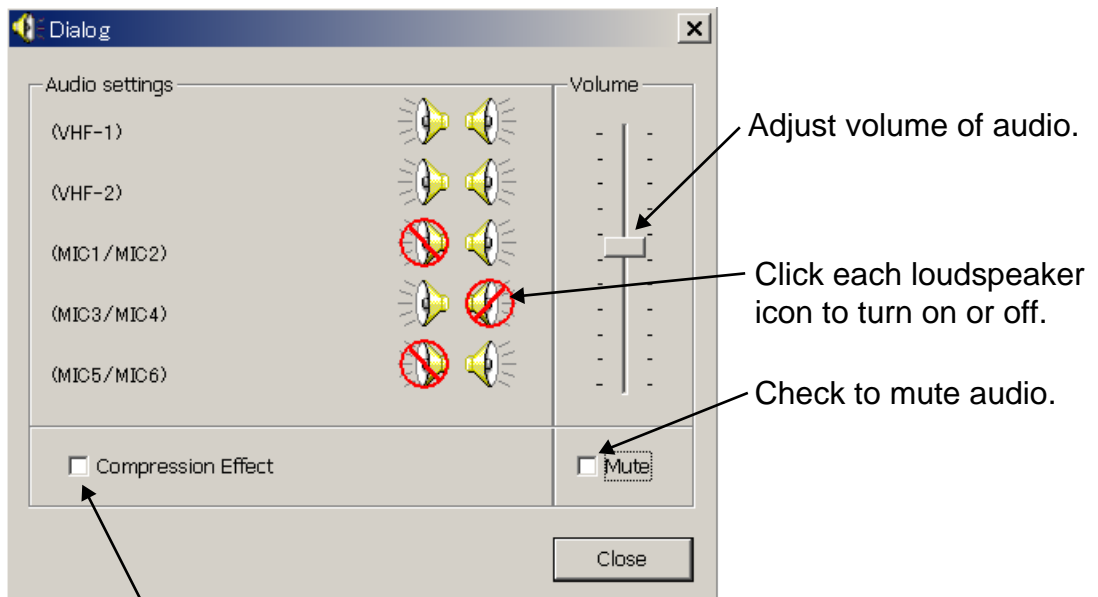 Dialog
Audio settings
Volume
(VHF-1)
Adjust volume of audio.
(VHF-2)
(MIC1/MIC2)
Click each loudspeaker
icon to turn on or off.
(MIC3/MIC4)
(MIC5/MIC6)
Check to mute audio.
Compression Effect
Mute
Close